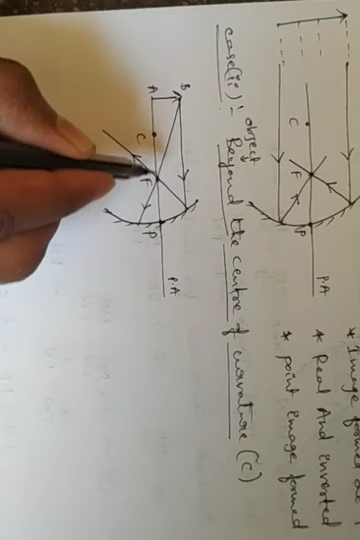 C
F
P
P.A
* Image formed at
* Real And inverted
* point image formed
case(ii):- object Beyond the centre of curvature (C)
A
B
C
F
P
P.A